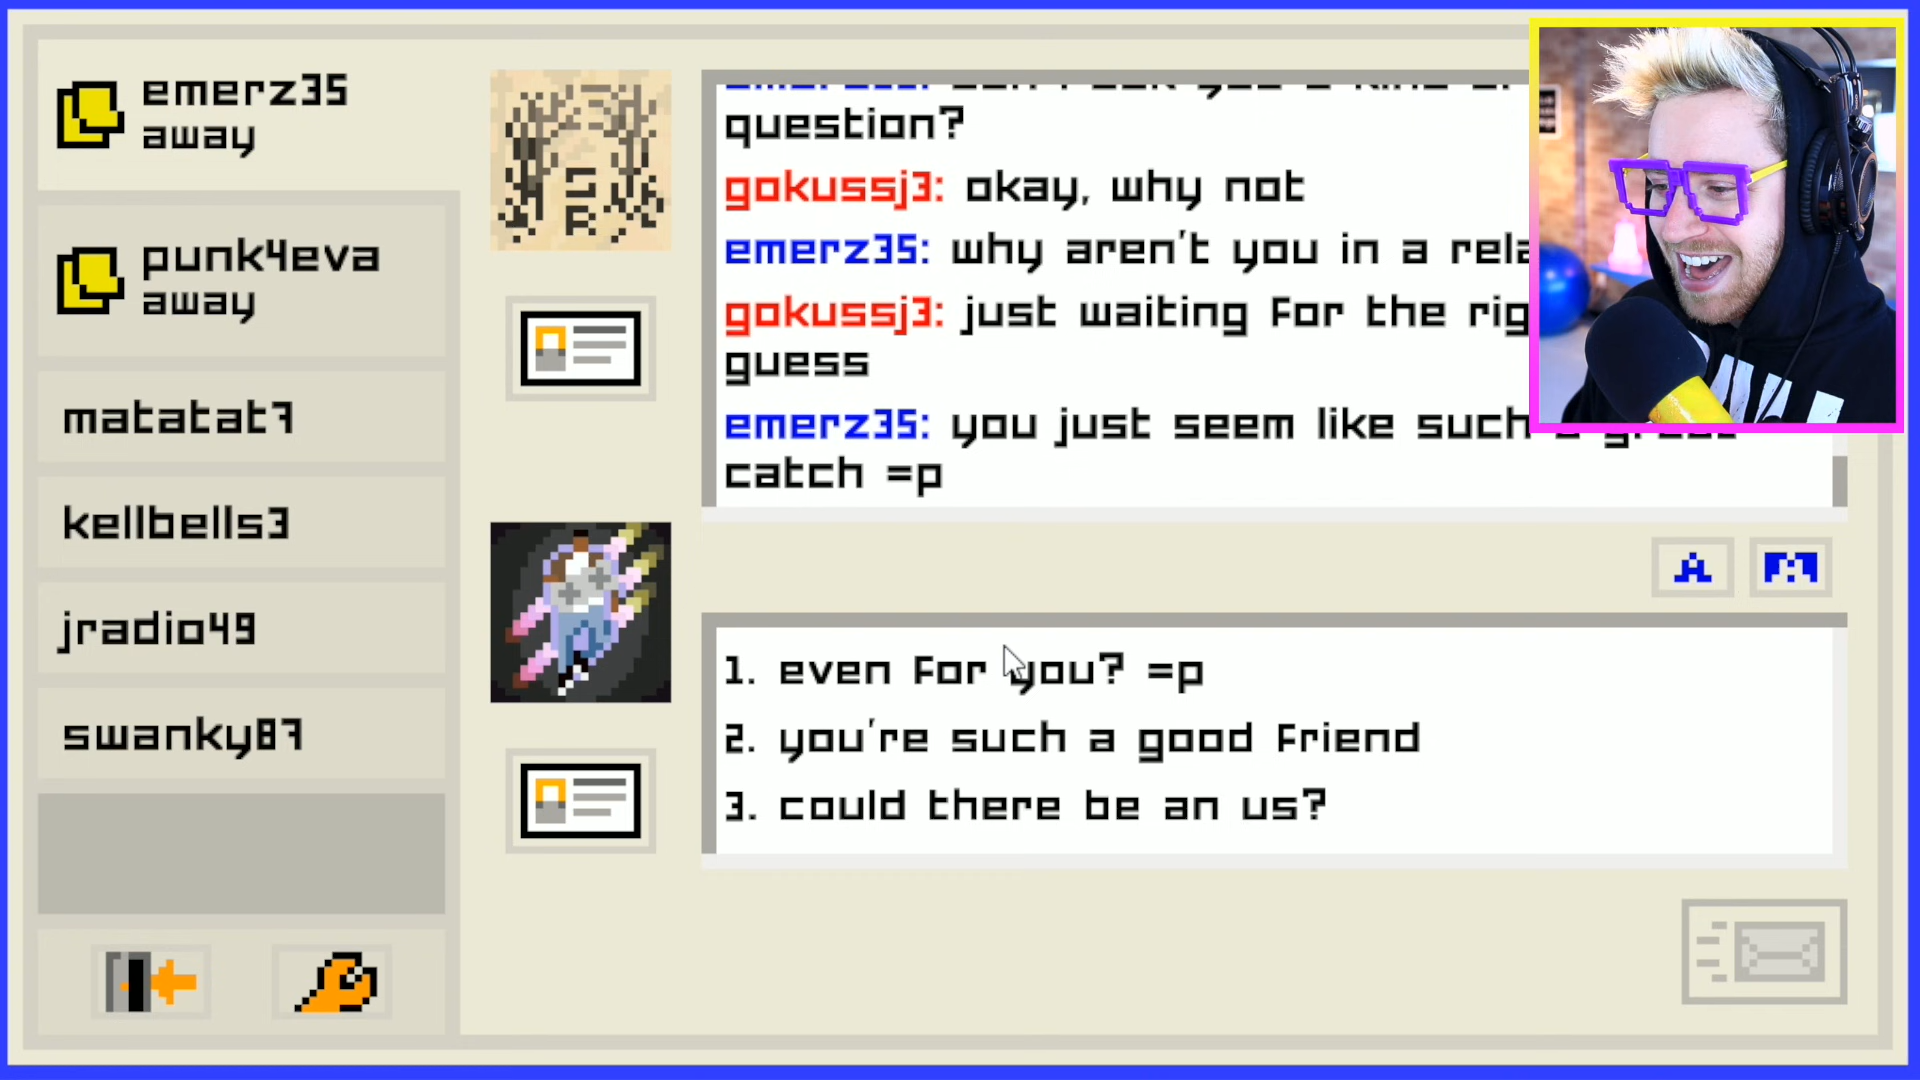 emerz35
away
punk4eva
away
matatat7
kellbells3
jradio49
swanky87
question?
gokussj3: okay, why not
emerz35: why aren't you in a
gokussj3: just waiting for the
guess
emerz35: you just seem like such
catch =p
1. even for you? =p
2. you're such a good friend
3. could there be an us?